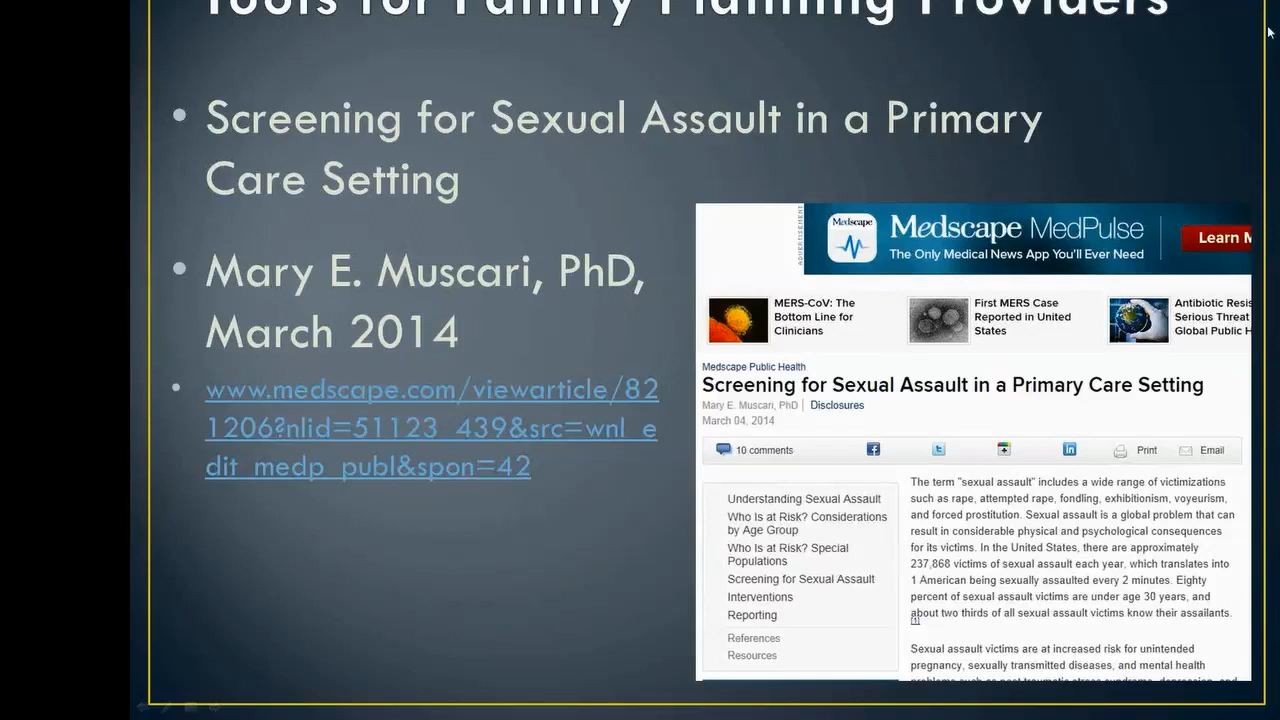 Tools for Family Planning Providers
Screening for Sexual Assault in a Primary
Care Setting
Mary E. Muscari, PhD,
March 2014
www.medscape.com/viewarticle/82
1206?nlid=51123_439&src=wnl_e
dit_medp_publ&spon=42
ADVERTISEMENT
Medscape
Medscape MedPulse
The Only Medical News App You'll Ever Need
Learn M
MERS-CoV: The
Bottom Line for
Clinicians
First MERS Case
Reported in United
States
Antibiotic Resis
Serious Threat
Global Public H
Medscape Public Health
Screening for Sexual Assault in a Primary Care Setting
Mary E. Muscari, PhD | Disclosures
March 04, 2014
10 comments
Print
Email
Understanding Sexual Assault
Who Is at Risk? Considerations
by Age Group
Who Is at Risk? Special
Populations
Screening for Sexual Assault
Interventions
Reporting
References
Resources
The term "sexual assault" includes a wide range of victimizations
such as rape, attempted rape, fondling, exhibitionism, voyeurism,
and forced prostitution. Sexual assault is a global problem that can
result in considerable physical and psychological consequences
for its victims. In the United States, there are approximately
237,868 victims of sexual assault each year, which translates into
1 American being sexually assaulted every 2 minutes. Eighty
percent of sexual assault victims are under age 30 years, and
about two thirds of all sexual assault victims know their assailants.
[1]
Sexual assault victims are at increased risk for unintended
pregnancy, sexually transmitted diseases, and mental health
problems such as post traumatic stress syndrome, depression, and